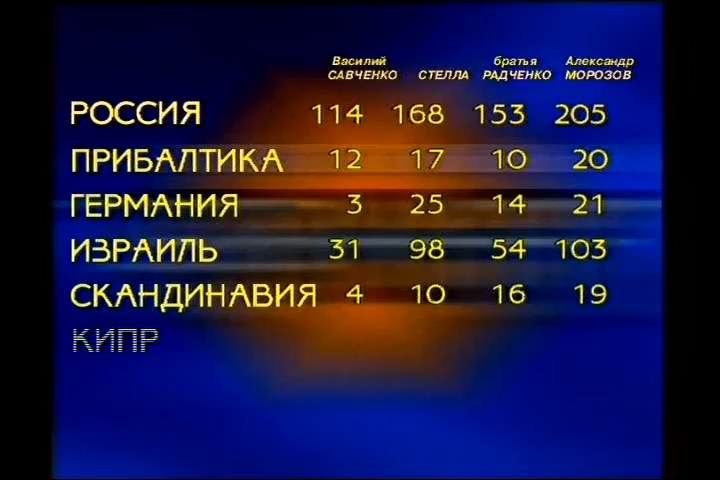 Василий САВЧЕНКО СТЕЛЛА братья РАДЧЕНКО Александр МОРОЗОВ
РОССИЯ 114 168 153 205
ПРИБАЛТИКА 12 17 10 20
ГЕРМАНИЯ 3 25 14 21
ИЗРАИЛЬ 31 98 54 103
СКАНДИНАВИЯ 4 10 16 19
КИПР